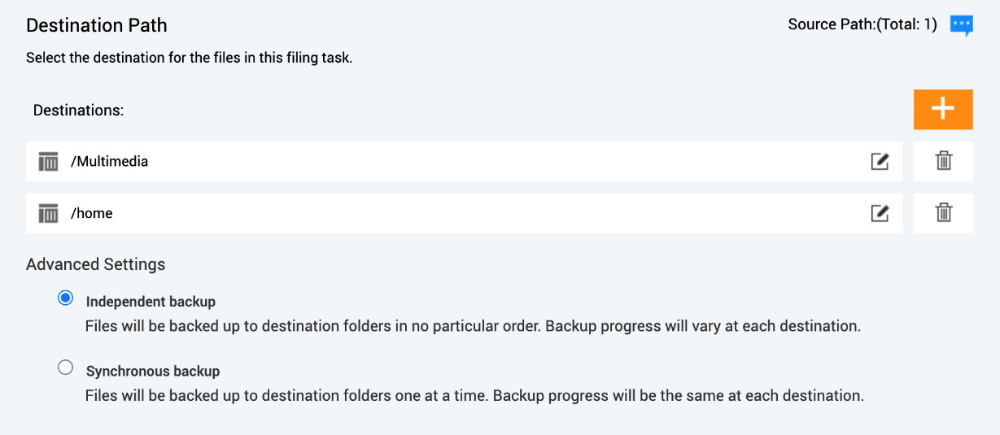 Destination Path
Source Path:(Total: 1)
Select the destination for the files in this filing task.
Destinations:
/Multimedia
/home
Advanced Settings
Independent backup
Files will be backed up to destination folders in no particular order. Backup progress will vary at each destination.
Synchronous backup
Files will be backed up to destination folders one at a time. Backup progress will be the same at each destination.